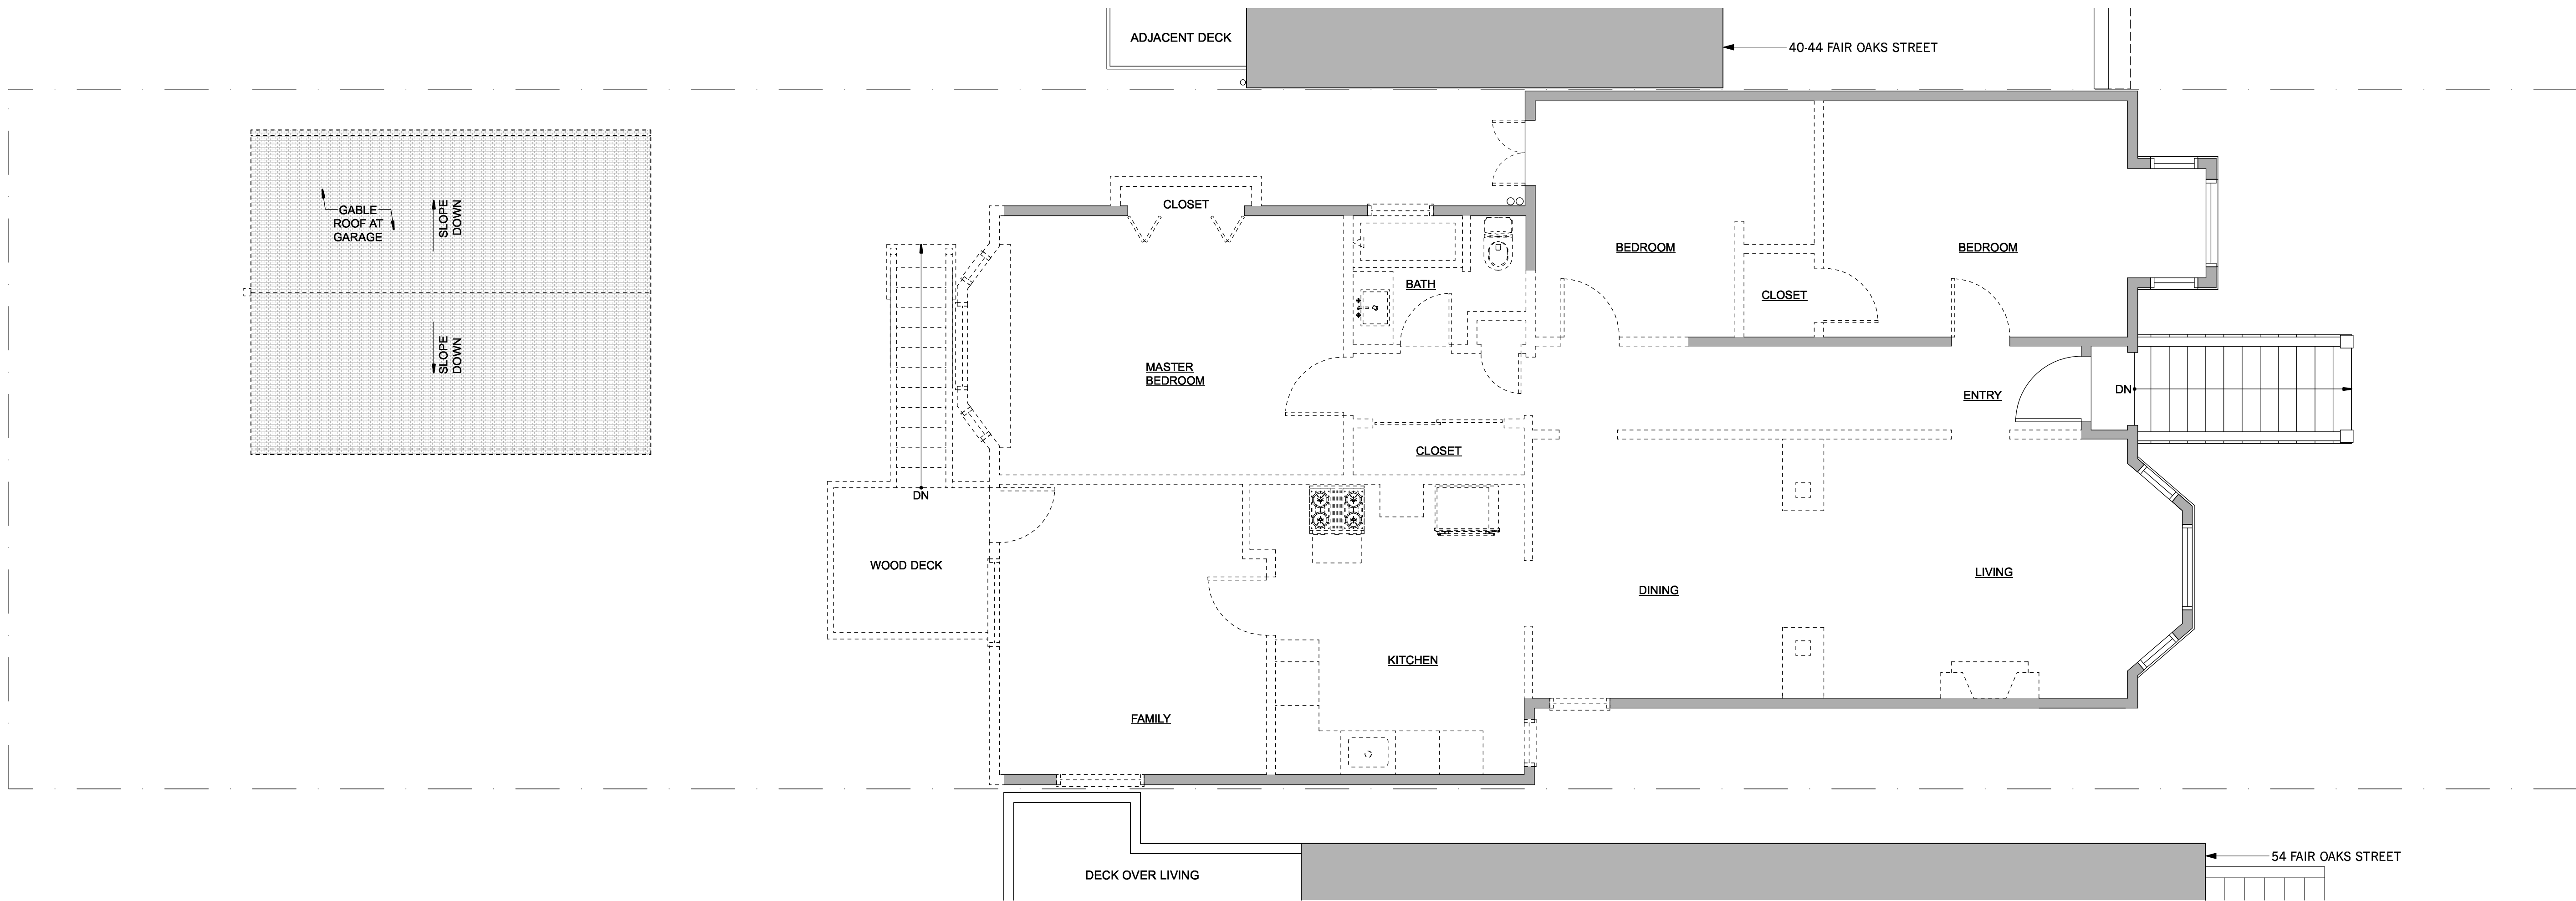 ADJACENT DECK
40-44 FAIR OAKS STREET
GABLE
ROOF AT
GARAGE
SLOPE
DOWN
SLOPE
DOWN
CLOSET
BEDROOM
BEDROOM
BATH
CLOSET
MASTER
BEDROOM
ENTRY
DN
CLOSET
DN
WOOD DECK
DINING
LIVING
KITCHEN
FAMILY
54 FAIR OAKS STREET
DECK OVER LIVING